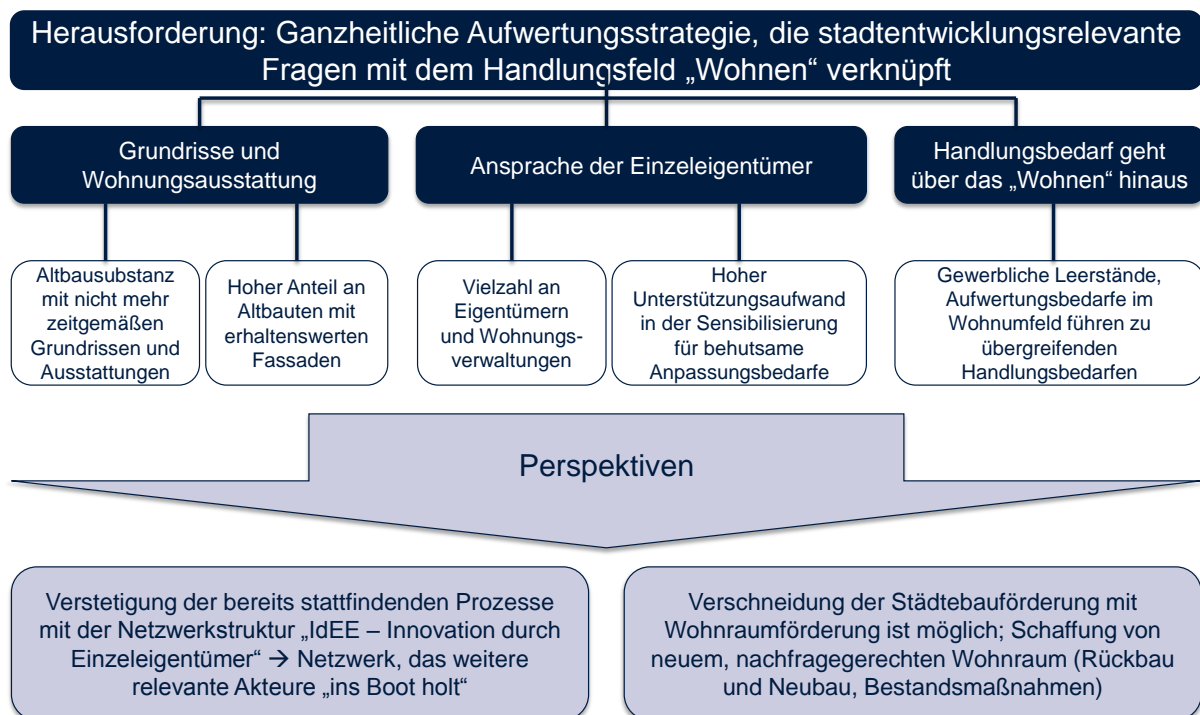 Herausforderung: Ganzheitliche Aufwertungsstrategie, die stadtentwicklungsrelevante
Fragen mit dem Handlungsfeld „Wohnen“ verknüpft
Grundrisse und
Wohnungsausstattung
Ansprache der Einzeleigentümer
Handlungsbedarf geht
über das „Wohnen“ hinaus
Altbausubstanz
mit nicht mehr
zeitgemäßen
Grundrissen und
Ausstattungen
Hoher Anteil an
Altbauten mit
erhaltenswerten
Fassaden
Vielzahl an
Eigentümern
und Wohnungs-
verwaltungen
Hoher
Unterstützungsaufwand
in der Sensibilisierung
für behutsame
Anpassungsbedarfe
Gewerbliche Leerstände,
Aufwertungsbedarfe im
Wohnumfeld führen zu
übergreifenden
Handlungsbedarfen
Perspektiven
Verstetigung der bereits stattfindenden Prozesse
mit der Netzwerkstruktur „IdEE – Innovation durch
Einzeleigentümer“ → Netzwerk, das weitere
relevante Akteure „ins Boot holt“
Verschneidung der Städtebauförderung mit
Wohnraumförderung ist möglich; Schaffung von
neuem, nachfragegerechten Wohnraum (Rückbau
und Neubau, Bestandsmaßnahmen)